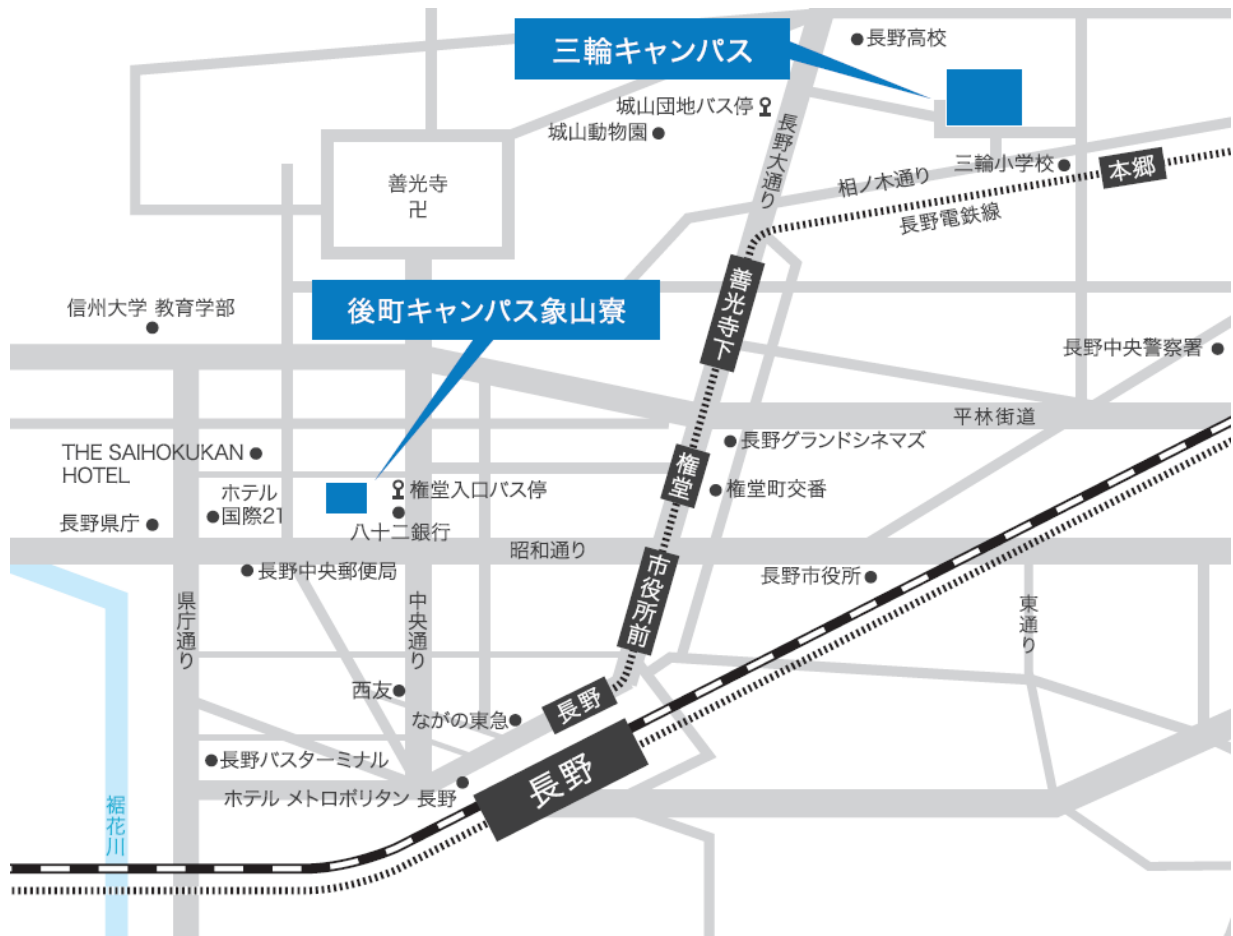 三輪キャンパス
長野高校
城山団地バス停
城山動物園
長野大通り
善光寺
卍
三輪小学校
本郷
相ノ木通り
長野電鉄線
善光寺下
後町キャンパス象山寮
信州大学 教育学部
長野中央警察署
平林街道
長野グランドシネマズ
THE SAIHOKUKAN
HOTEL
権堂
権堂町交番
ホテル
国際21
権堂入口バス停
長野県庁
八十二銀行
昭和通り
長野中央郵便局
市役所前
長野市役所
県庁通り
中央通り
東通り
西友
ながの東急
長野
長野バスターミナル
長野
ホテル メトロポリタン 長野
裾花川